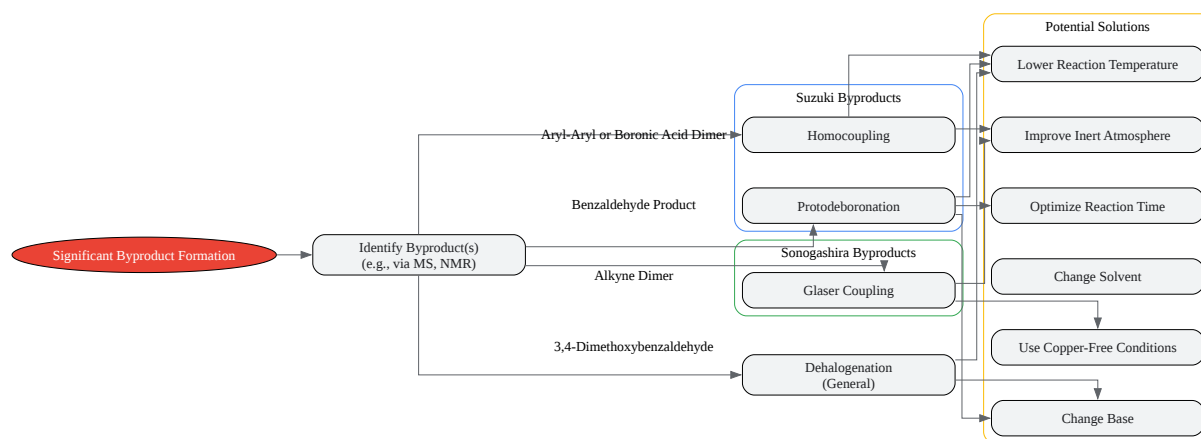 Significant Byproduct Formation
Identify Byproduct(s)
(e.g., via MS, NMR)
Aryl-Aryl or Boronic Acid Dimer
Benzaldehyde Product
Alkyne Dimer
3,4-Dimethoxybenzaldehyde
Suzuki Byproducts
Homocoupling
Protodeboronation
Sonogashira Byproducts
Glaser Coupling
Dehalogenation
(General)
Potential Solutions
Lower Reaction Temperature
Improve Inert Atmosphere
Optimize Reaction Time
Change Solvent
Use Copper-Free Conditions
Change Base